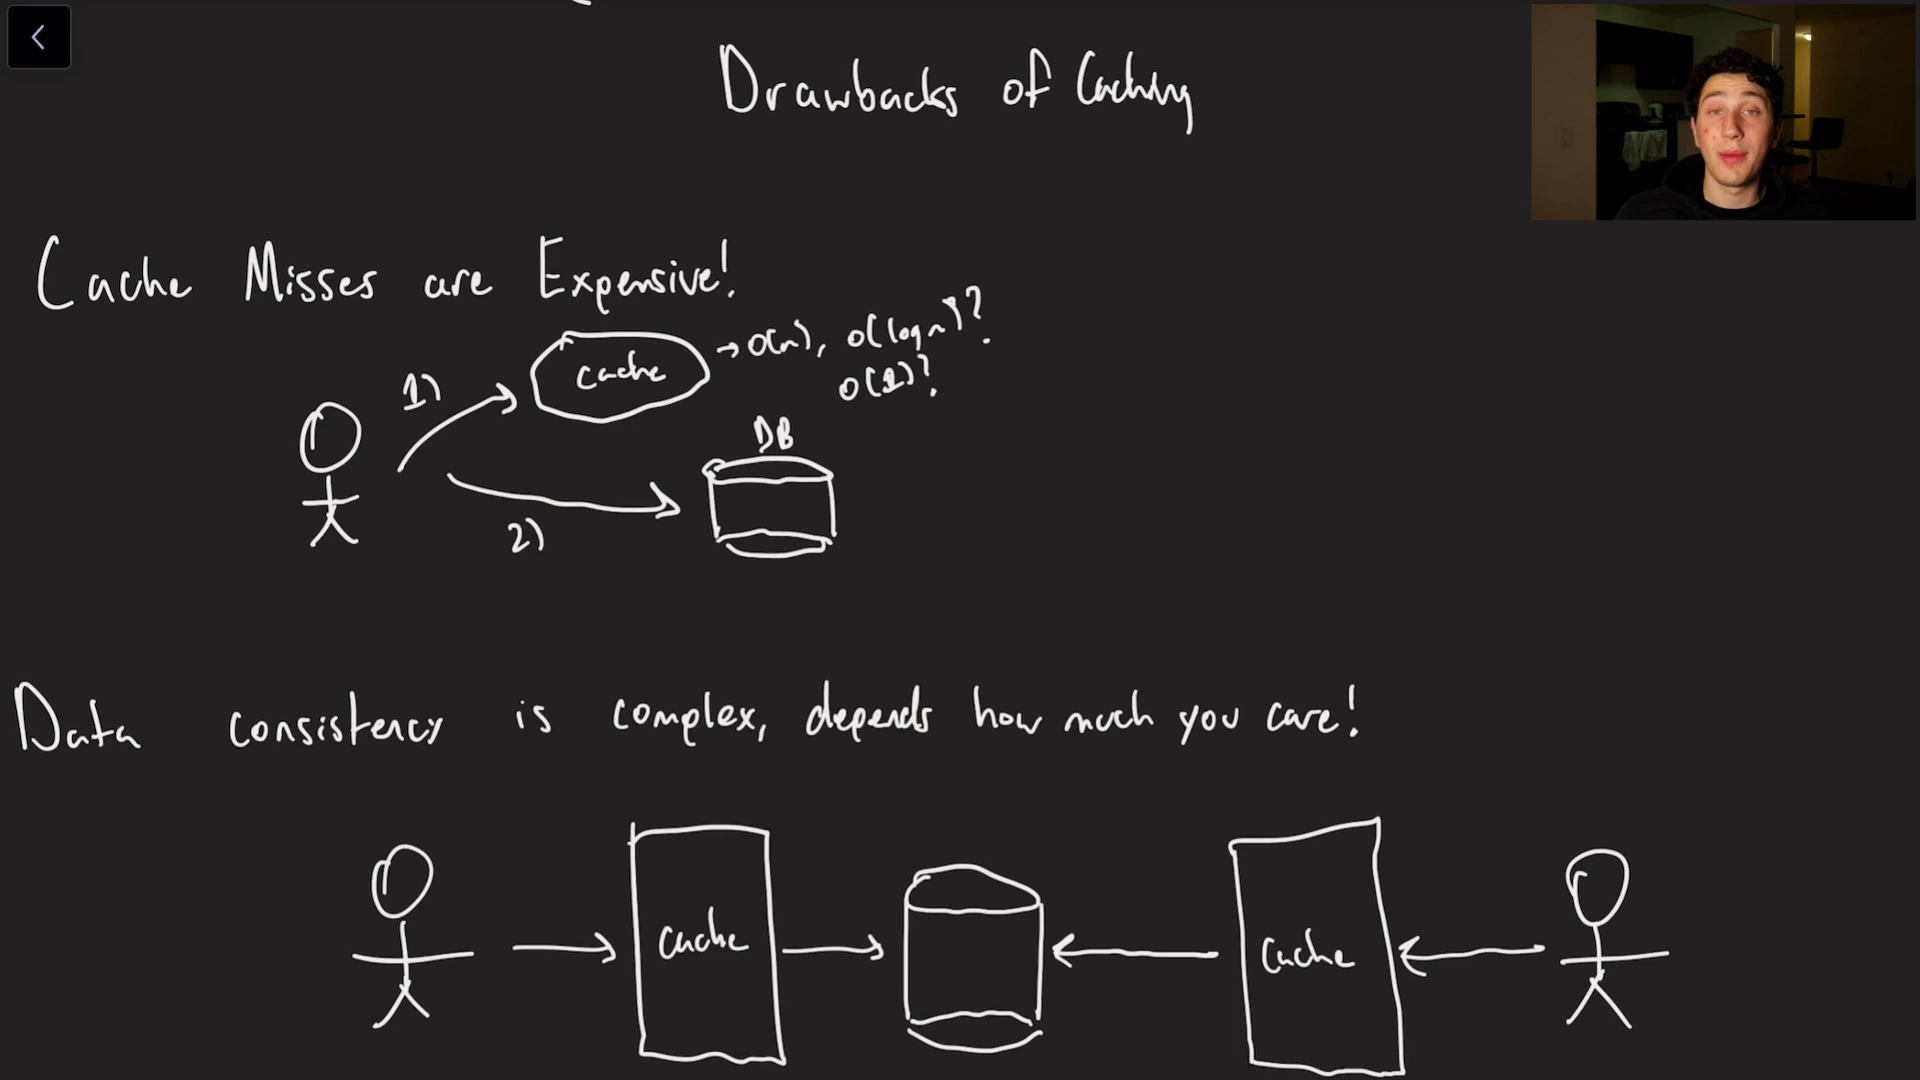 Drawbacks of Caching
Cache Misses are Expensive!
1)
cache
→ O(n), O(log n)?
O(1)?
DB
2)
Data consistency is complex, depends how much you care!
Cache
Cache